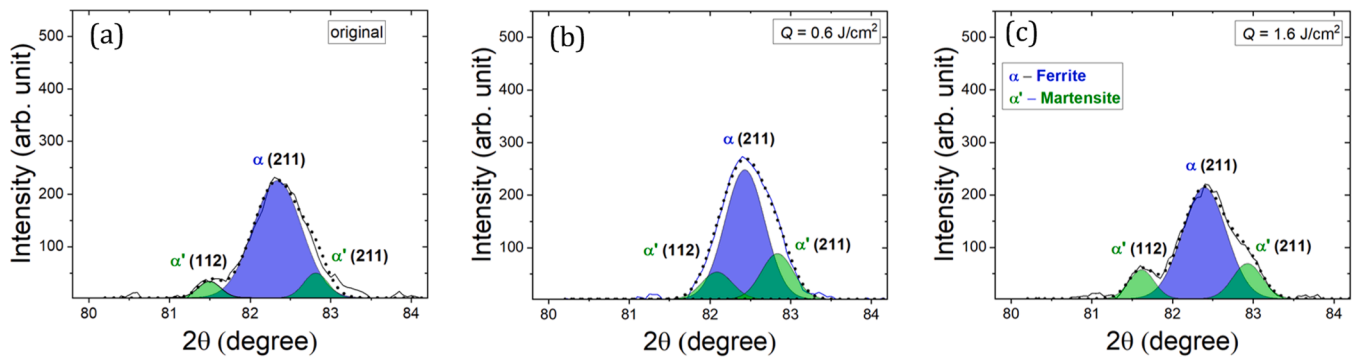 (a)
original
500
400
300
200
100
Intensity (arb. unit)
α (211)
α' (112)
α' (211)
80 81 82 83 84
2θ (degree)
(b)
Q = 0.6 J/cm²
500
400
300
200
100
Intensity (arb. unit)
α (211)
α' (112)
α' (211)
80 81 82 83 84
2θ (degree)
(c)
Q = 1.6 J/cm²
α – Ferrite
α' – Martensite
500
400
300
200
100
Intensity (arb. unit)
α (211)
α' (112)
α' (211)
80 81 82 83 84
2θ (degree)